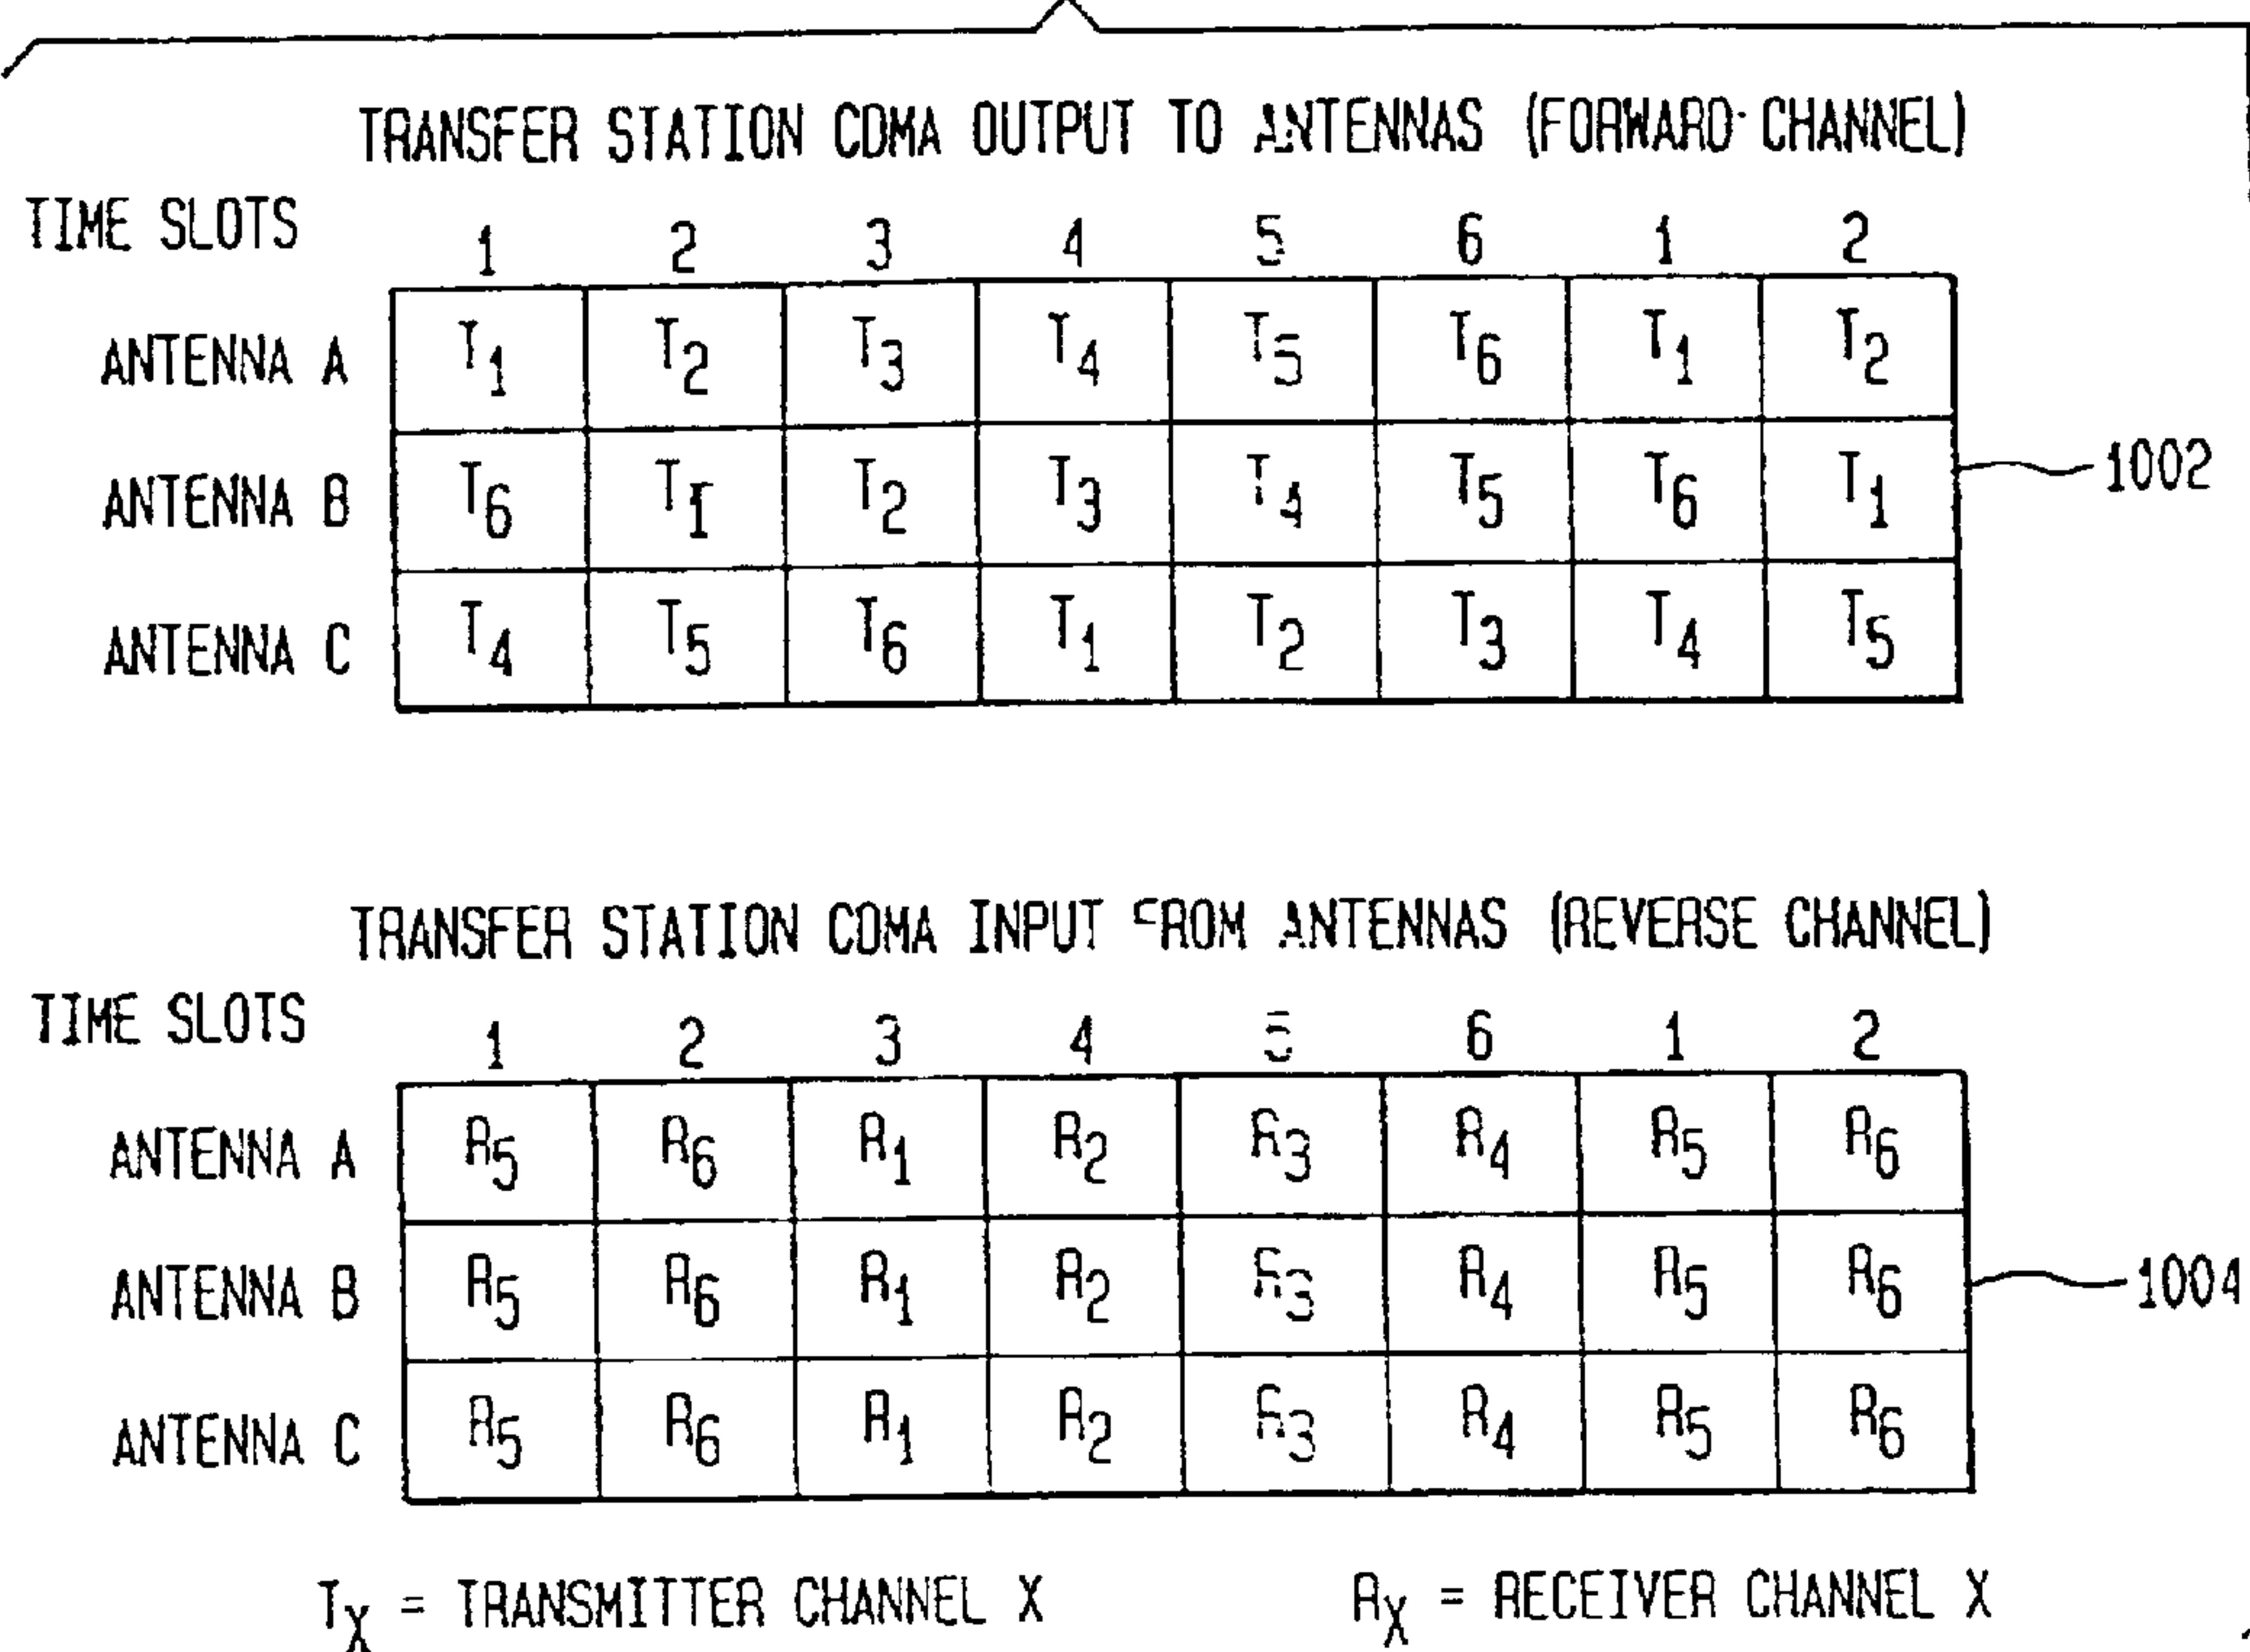 TRANSFER STATION CDMA OUTPUT TO ANTENNAS (FORWARD CHANNEL)
TIME SLOTS 1 2 3 4 5 6 1 2
ANTENNA A T1 T2 T3 T4 T5 T6 T1 T2
ANTENNA B T6 T1 T2 T3 T4 T5 T6 T1
1002
ANTENNA C T4 T5 T6 T1 T2 T3 T4 T5
TRANSFER STATION CDMA INPUT FROM ANTENNAS (REVERSE CHANNEL)
TIME SLOTS 1 2 3 4 5 6 1 2
ANTENNA A R5 R6 R1 R2 R3 R4 R5 R6
ANTENNA B R5 R6 R1 R2 R3 R4 R5 R6
1004
ANTENNA C R5 R6 R1 R2 R3 R4 R5 R6
TX = TRANSMITTER CHANNEL X RX = RECEIVER CHANNEL X